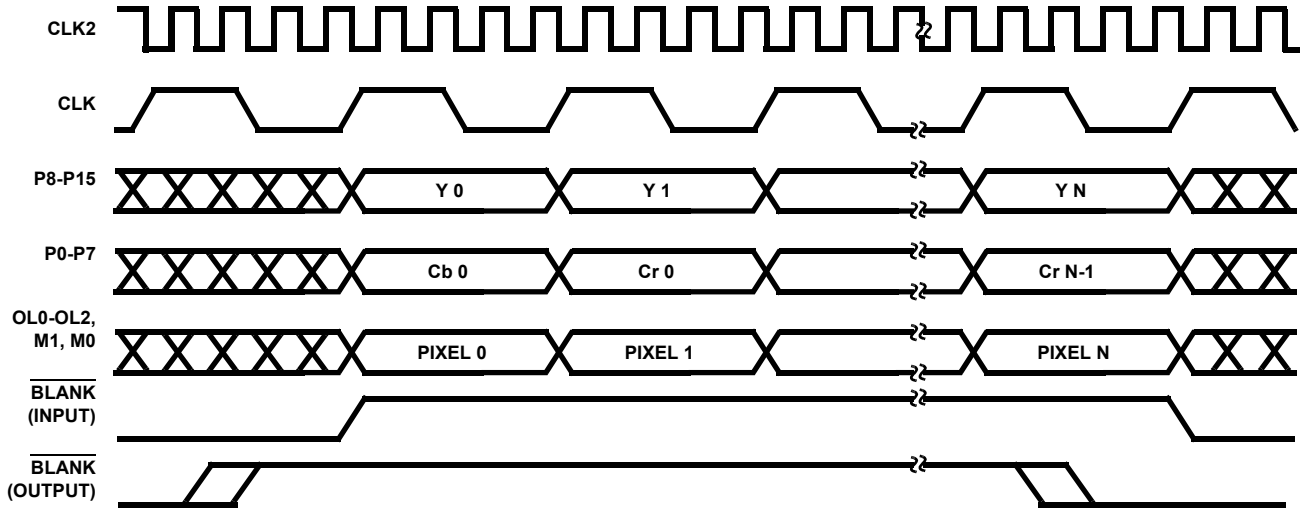 CLK2
CLK
P8-P15
Y 0
Y 1
Y N
P0-P7
Cb 0
Cr 0
Cr N-1
OL0-OL2,
M1, M0
PIXEL 0
PIXEL 1
PIXEL N
BLANK
(INPUT)
BLANK
(OUTPUT)